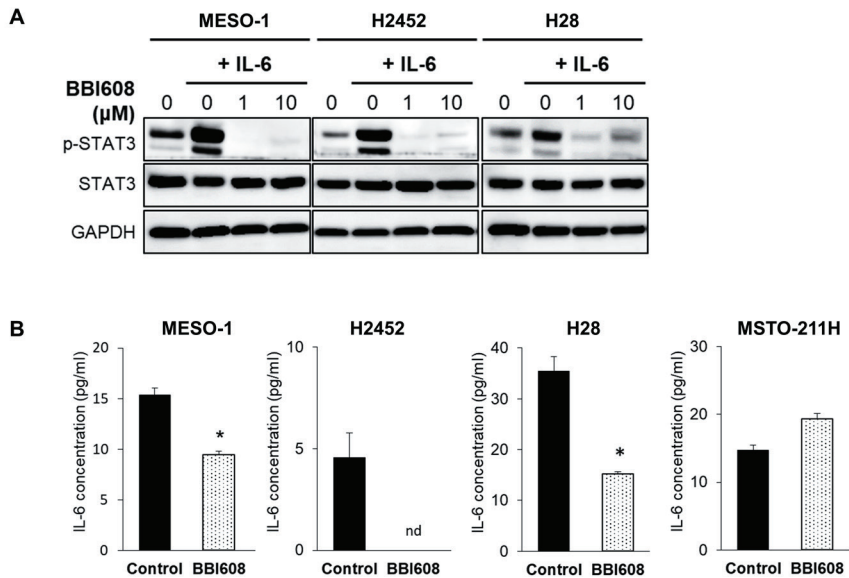 A
MESO-1 H2452 H28
+ IL-6 + IL-6 + IL-6
BBI608
(µM)
0 0 1 10 0 0 1 10 0 0 1 10
p-STAT3
STAT3
GAPDH
B
MESO-1 H2452 H28 MSTO-211H
IL-6 concentration (pg/ml)
20
15
10
5
0
*
Control BBI608
IL-6 concentration (pg/ml)
10
5
0
nd
Control BBI608
IL-6 concentration (pg/ml)
40
30
20
10
0
*
Control BBI608
IL-6 concentration (pg/ml)
30
20
10
0
Control BBI608